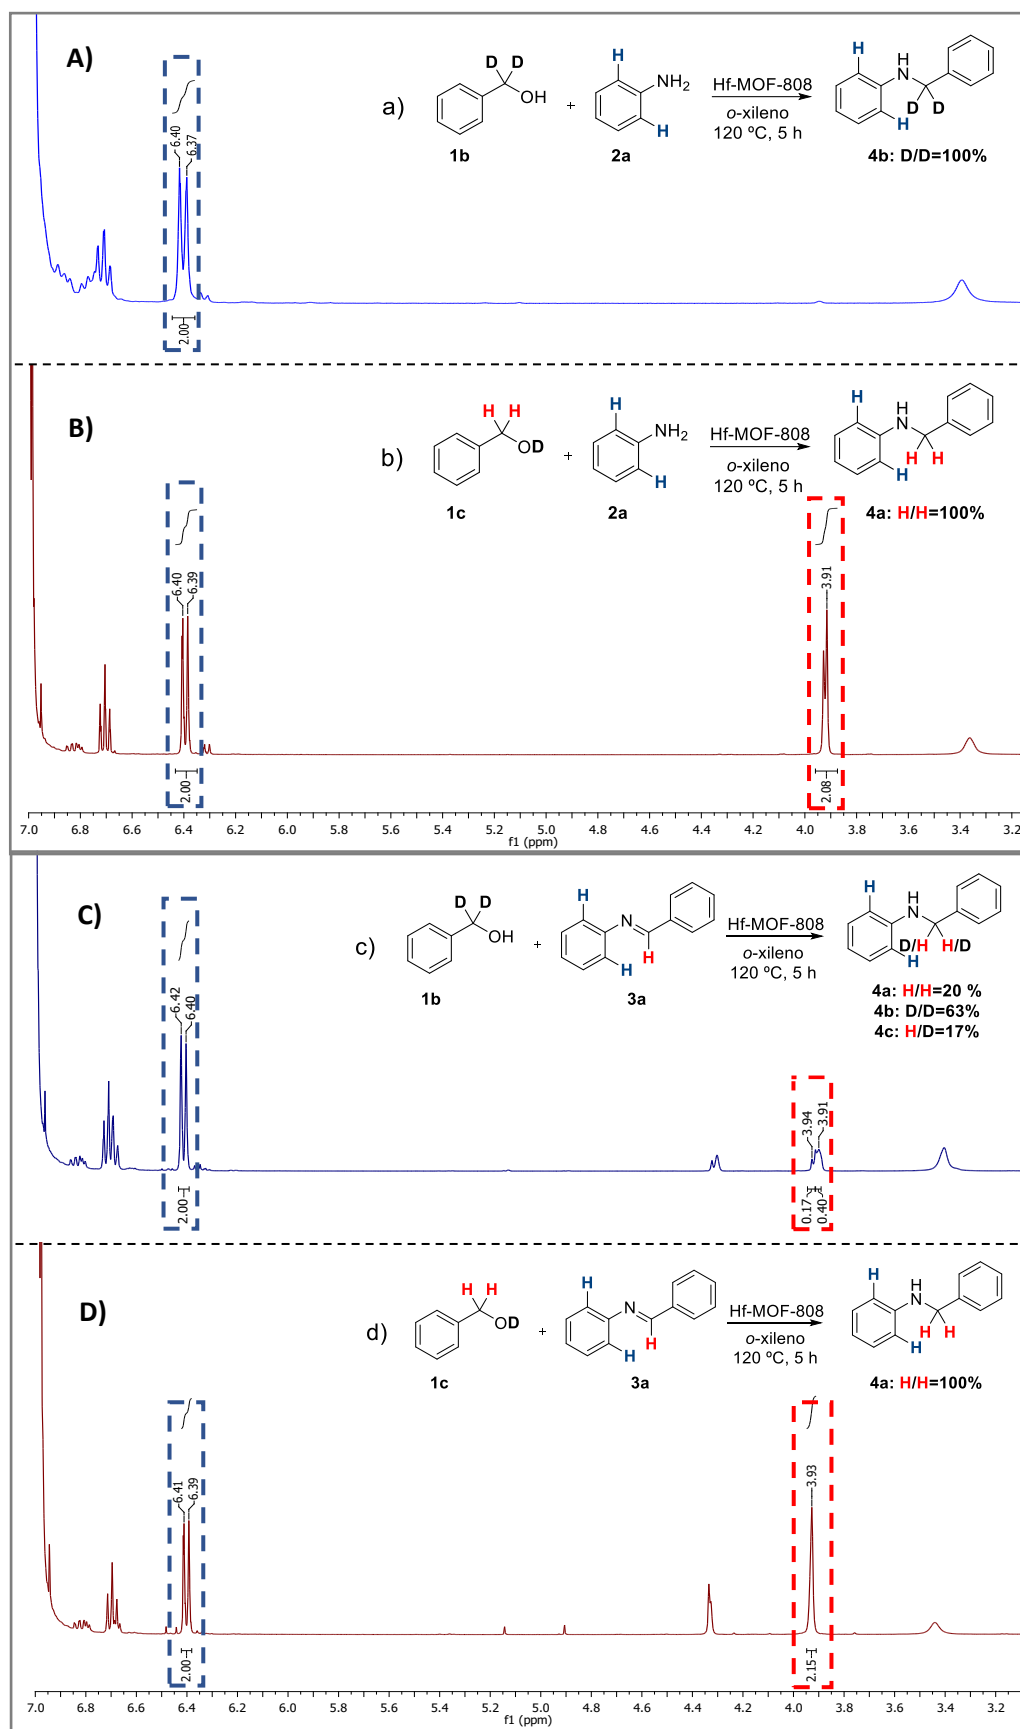 A)
a)
D D
OH
1b
+
H
NH2
H
2a
Hf-MOF-808
o-xileno
120 ºC, 5 h
H
H
N
D D
H
4b: D/D=100%
6.40
6.37
2.00
B)
b)
H H
OD
1c
+
H
NH2
H
2a
Hf-MOF-808
o-xileno
120 ºC, 5 h
H
H
N
H H
H
4a: H/H=100%
6.40
6.39
3.91
2.00
2.08
7.0 6.8 6.6 6.4 6.2 6.0 5.8 5.6 5.4 5.2 5.0 4.8 4.6 4.4 4.2 4.0 3.8 3.6 3.4 3.2
f1 (ppm)
C)
c)
D D
OH
1b
+
H
N
H
H
3a
Hf-MOF-808
o-xileno
120 ºC, 5 h
H
H
N
D/H H/D
H
4a: H/H=20 %
4b: D/D=63%
4c: H/D=17%
6.42
6.40
3.94
3.91
2.00
0.17
0.40
D)
d)
H H
OD
1c
+
H
N
H
H
3a
Hf-MOF-808
o-xileno
120 ºC, 5 h
H
H
N
H H
H
4a: H/H=100%
6.41
6.39
3.93
2.00
2.15
7.0 6.8 6.6 6.4 6.2 6.0 5.8 5.6 5.4 5.2 5.0 4.8 4.6 4.4 4.2 4.0 3.8 3.6 3.4 3.2
f1 (ppm)